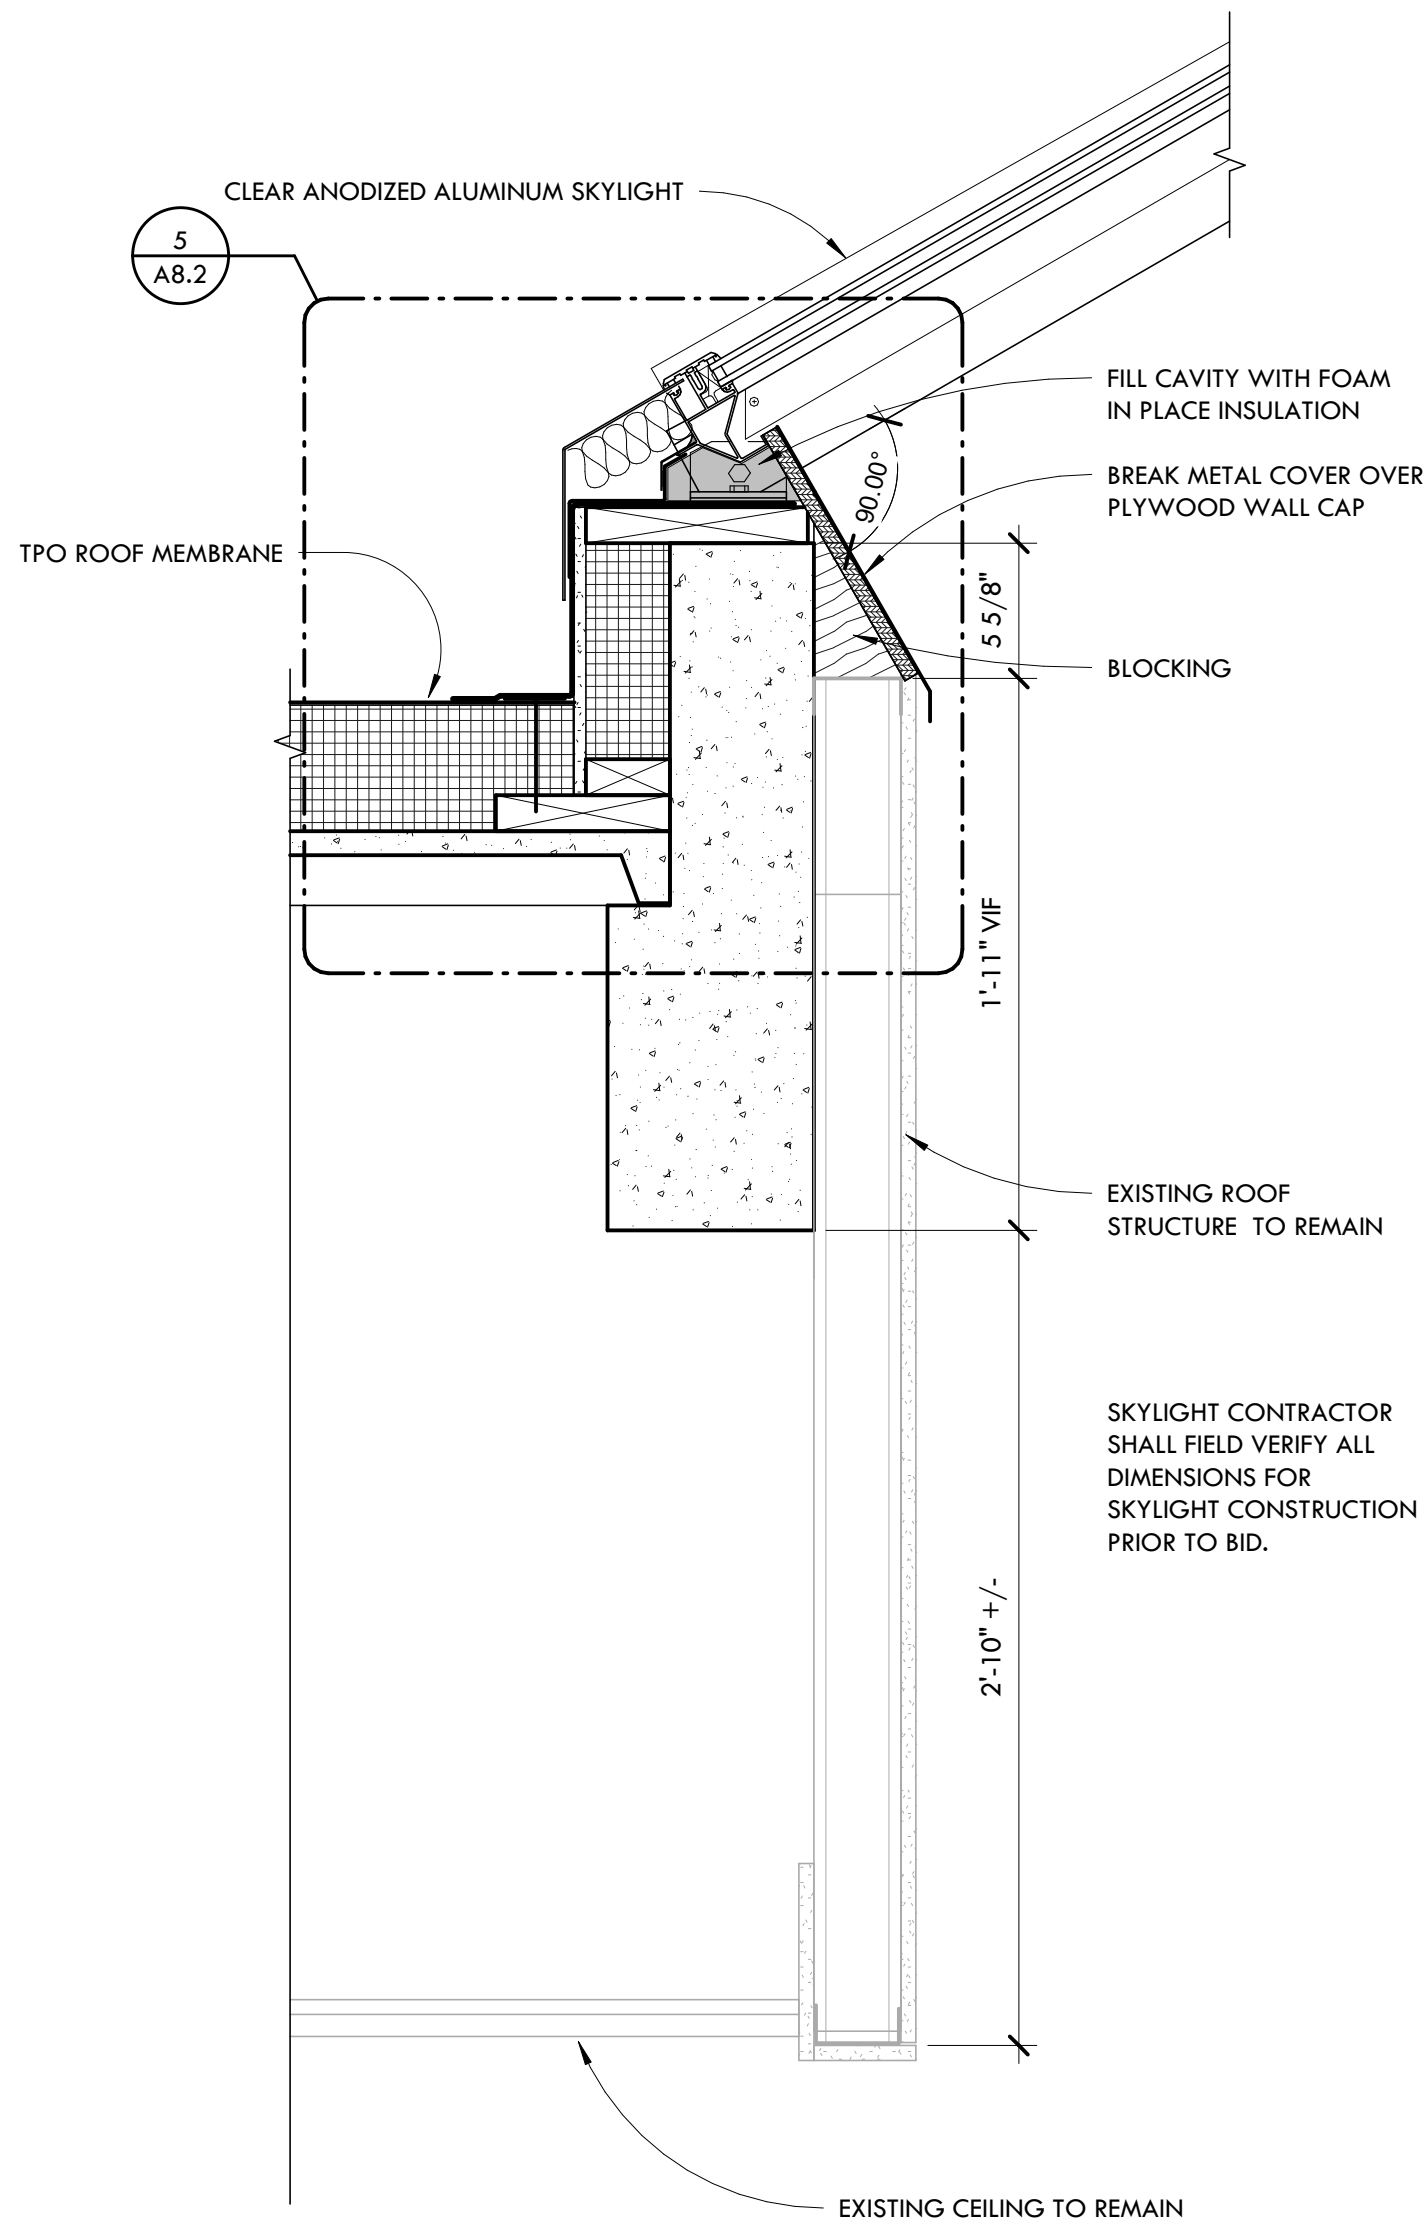 CLEAR ANODIZED ALUMINUM SKYLIGHT
5
A8.2
FILL CAVITY WITH FOAM
IN PLACE INSULATION
90.00°
BREAK METAL COVER OVER
PLYWOOD WALL CAP
TPO ROOF MEMBRANE
5 5/8"
BLOCKING
1'-11" VIF
EXISTING ROOF
STRUCTURE TO REMAIN
SKYLIGHT CONTRACTOR
SHALL FIELD VERIFY ALL
DIMENSIONS FOR
SKYLIGHT CONSTRUCTION
PRIOR TO BID.
2'-10" +/-
EXISTING CEILING TO REMAIN